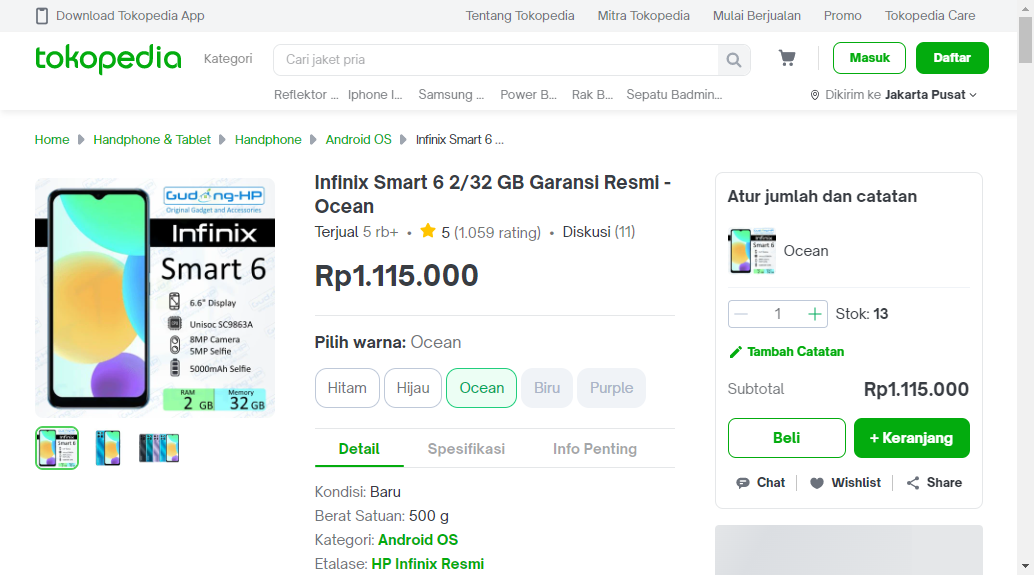 Download Tokopedia App
Tentang Tokopedia Mitra Tokopedia Mulai Berjualan Promo Tokopedia Care
tokopedia Kategori Cari jaket pria Masuk Daftar
Reflektor ... Iphone I... Samsung ... Power B... Rak B... Sepatu Badmin...
Dikirim ke Jakarta Pusat
Home Handphone & Tablet Handphone Android OS Infinix Smart 6 ...
Gudong-HP
Original Gadget and Accessories
Infinix
Smart 6
6.6" Display
Unisoc SC9863A
8MP Camera
5MP Selfie
5000mAh Selfie
RAM
2 GB
Memory
32GB
Infinix Smart 6 2/32 GB Garansi Resmi -
Ocean
Terjual 5 rb+ • 5 (1.059 rating) • Diskusi (11)
Rp1.115.000
Pilih warna: Ocean
Hitam Hijau Ocean Biru Purple
Detail Spesifikasi Info Penting
Kondisi: Baru
Berat Satuan: 500 g
Kategori: Android OS
Etalase: HP Infinix Resmi
Atur jumlah dan catatan
Ocean
1 Stok: 13
Tambah Catatan
Subtotal Rp1.115.000
Beli + Keranjang
Chat Wishlist Share